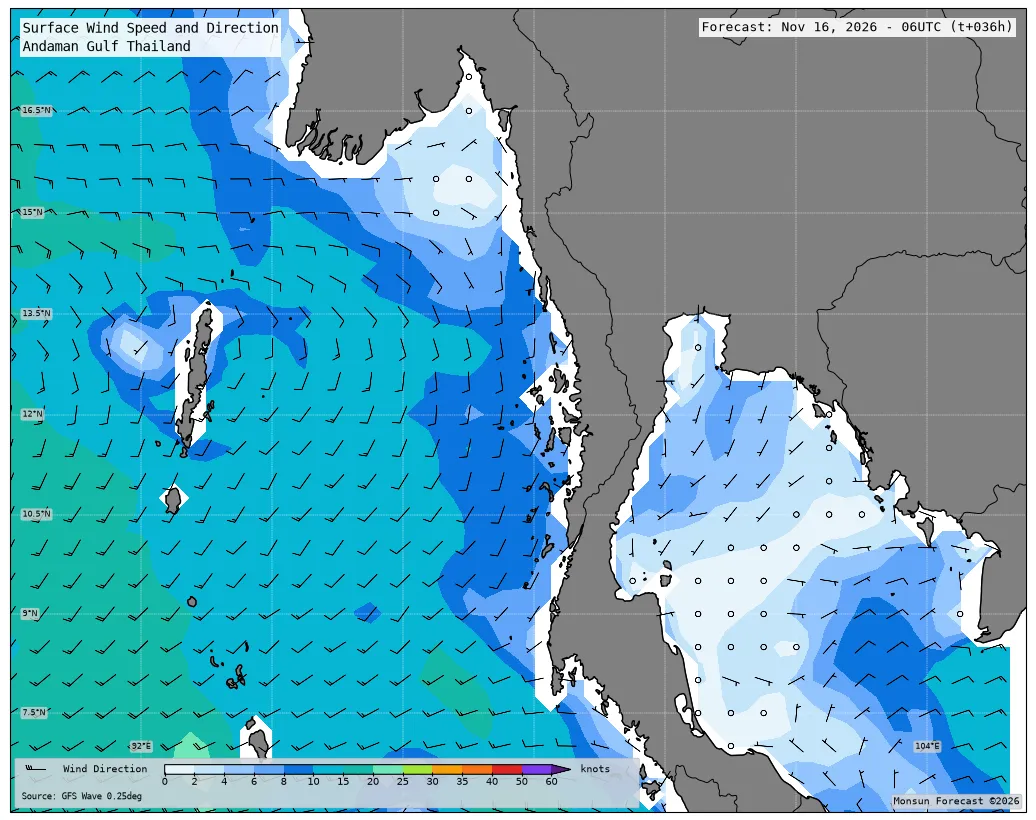 Surface Wind Speed and Direction
Andaman Gulf Thailand
Forecast: Nov 16, 2026 - 06UTC (t+036h)
16.5°N
15°N
13.5°N
12°N
10.5°N
9°N
7.5°N
92°E
104°E
Wind Direction
knots
0 2 4 6 8 10 15 20 25 30 35 40 50 60
Source: GFS Wave 0.25deg
Monsun Forecast ©2026